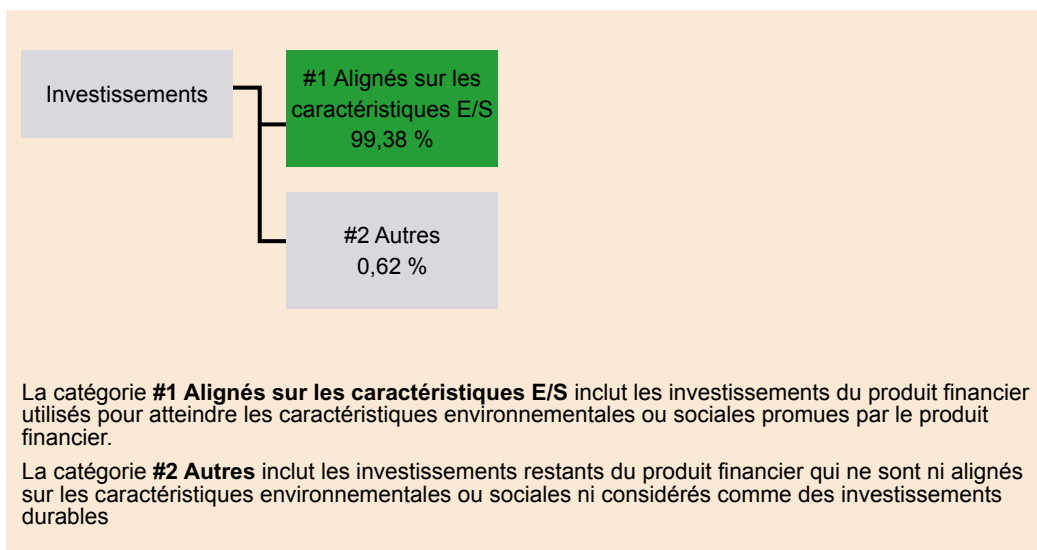 Investissements
#1 Alignés sur les
caractéristiques E/S
99,38 %
#2 Autres
0,62 %
La catégorie #1 Alignés sur les caractéristiques E/S inclut les investissements du produit financier
utilisés pour atteindre les caractéristiques environnementales ou sociales promues par le produit
financier.
La catégorie #2 Autres inclut les investissements restants du produit financier qui ne sont ni alignés
sur les caractéristiques environnementales ou sociales ni considérés comme des investissements
durables